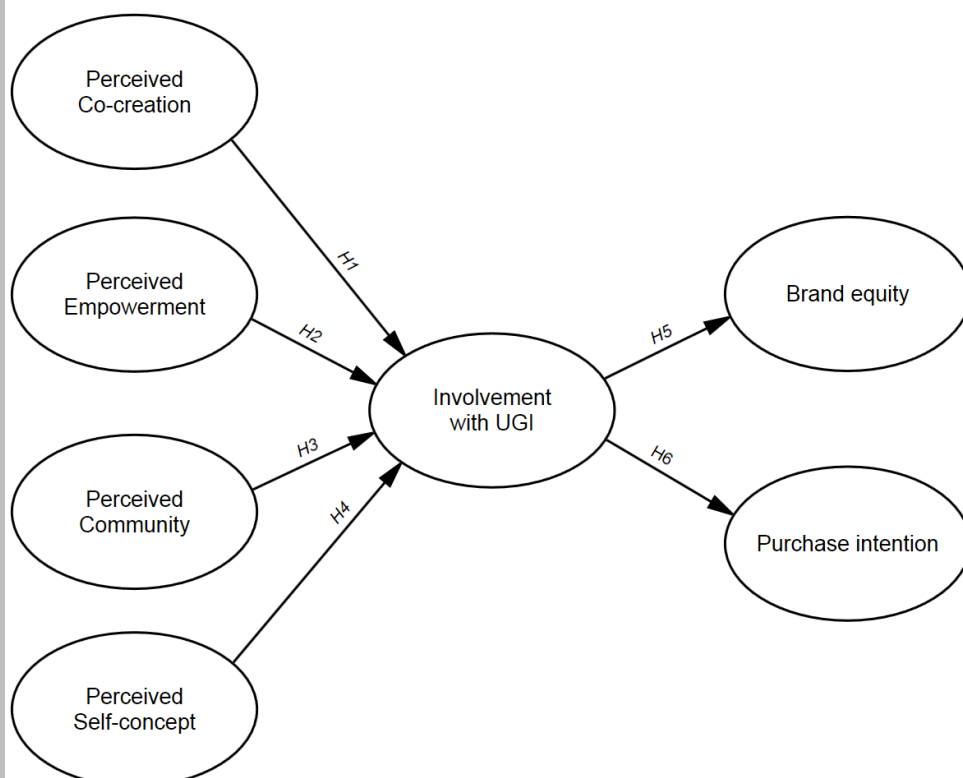 Perceived
Co-creation
H1
Perceived
Empowerment
H2
Perceived
Community
H3
Perceived
Self-concept
H4
Involvement
with UGI
H5
Brand equity
H6
Purchase intention